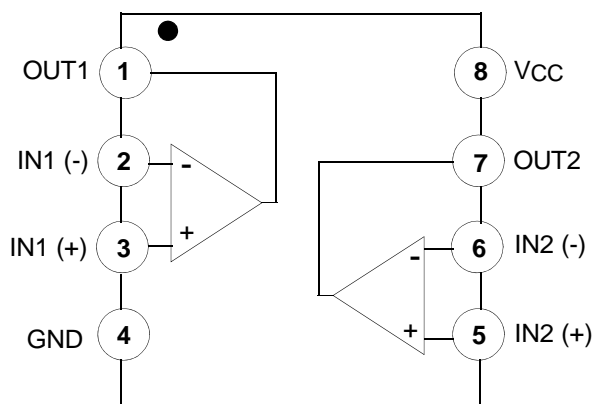 OUT1 1
8 VCC
IN1 (-) 2 -
7 OUT2
IN1 (+) 3 +
- 6 IN2 (-)
GND 4
+ 5 IN2 (+)